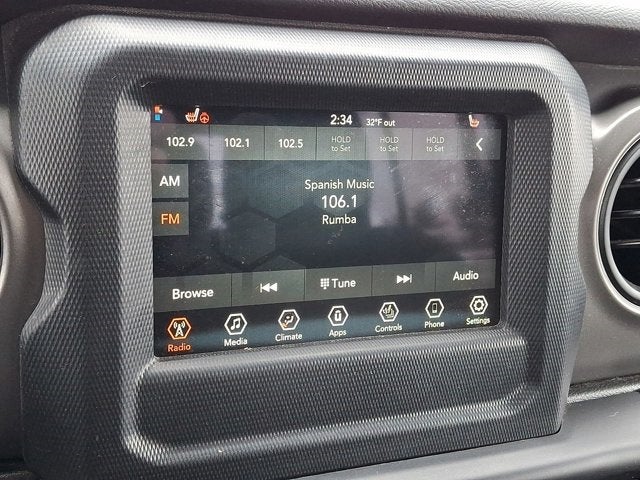 2:34 32°F out
102.9 102.1 102.5 HOLD to Set HOLD to Set HOLD to Set
AM
Spanish Music
106.1
FM
Rumba
Browse Tune Audio
Radio Media Climate Apps Controls Phone Settings